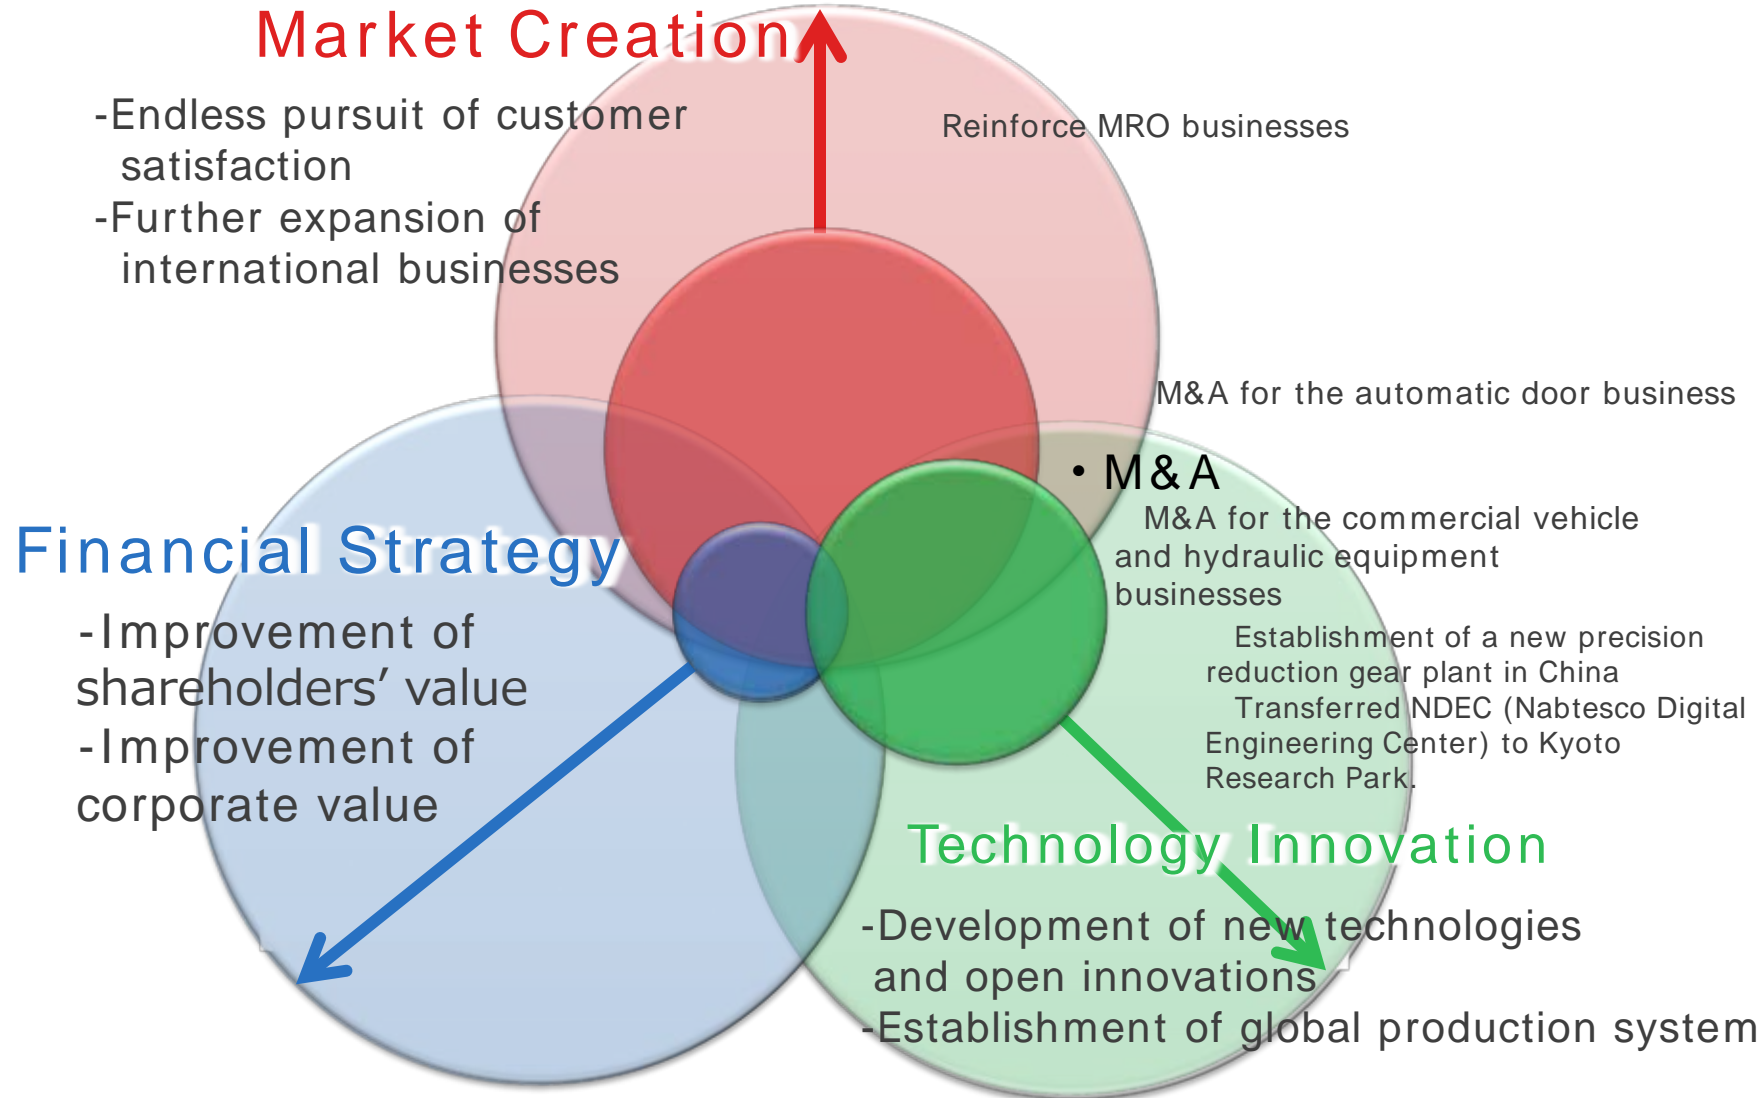 Market Creation
-Endless pursuit of customer
satisfaction
-Further expansion of
international businesses
Reinforce MRO businesses
M&A for the automatic door business
・M&A
M&A for the commercial vehicle
and hydraulic equipment
businesses
Financial Strategy
-Improvement of
shareholders’ value
-Improvement of
corporate value
Establishment of a new precision
reduction gear plant in China
Transferred NDEC (Nabtesco Digital
Engineering Center) to Kyoto
Research Park.
Technology Innovation
-Development of new technologies
and open innovations
-Establishment of global production system